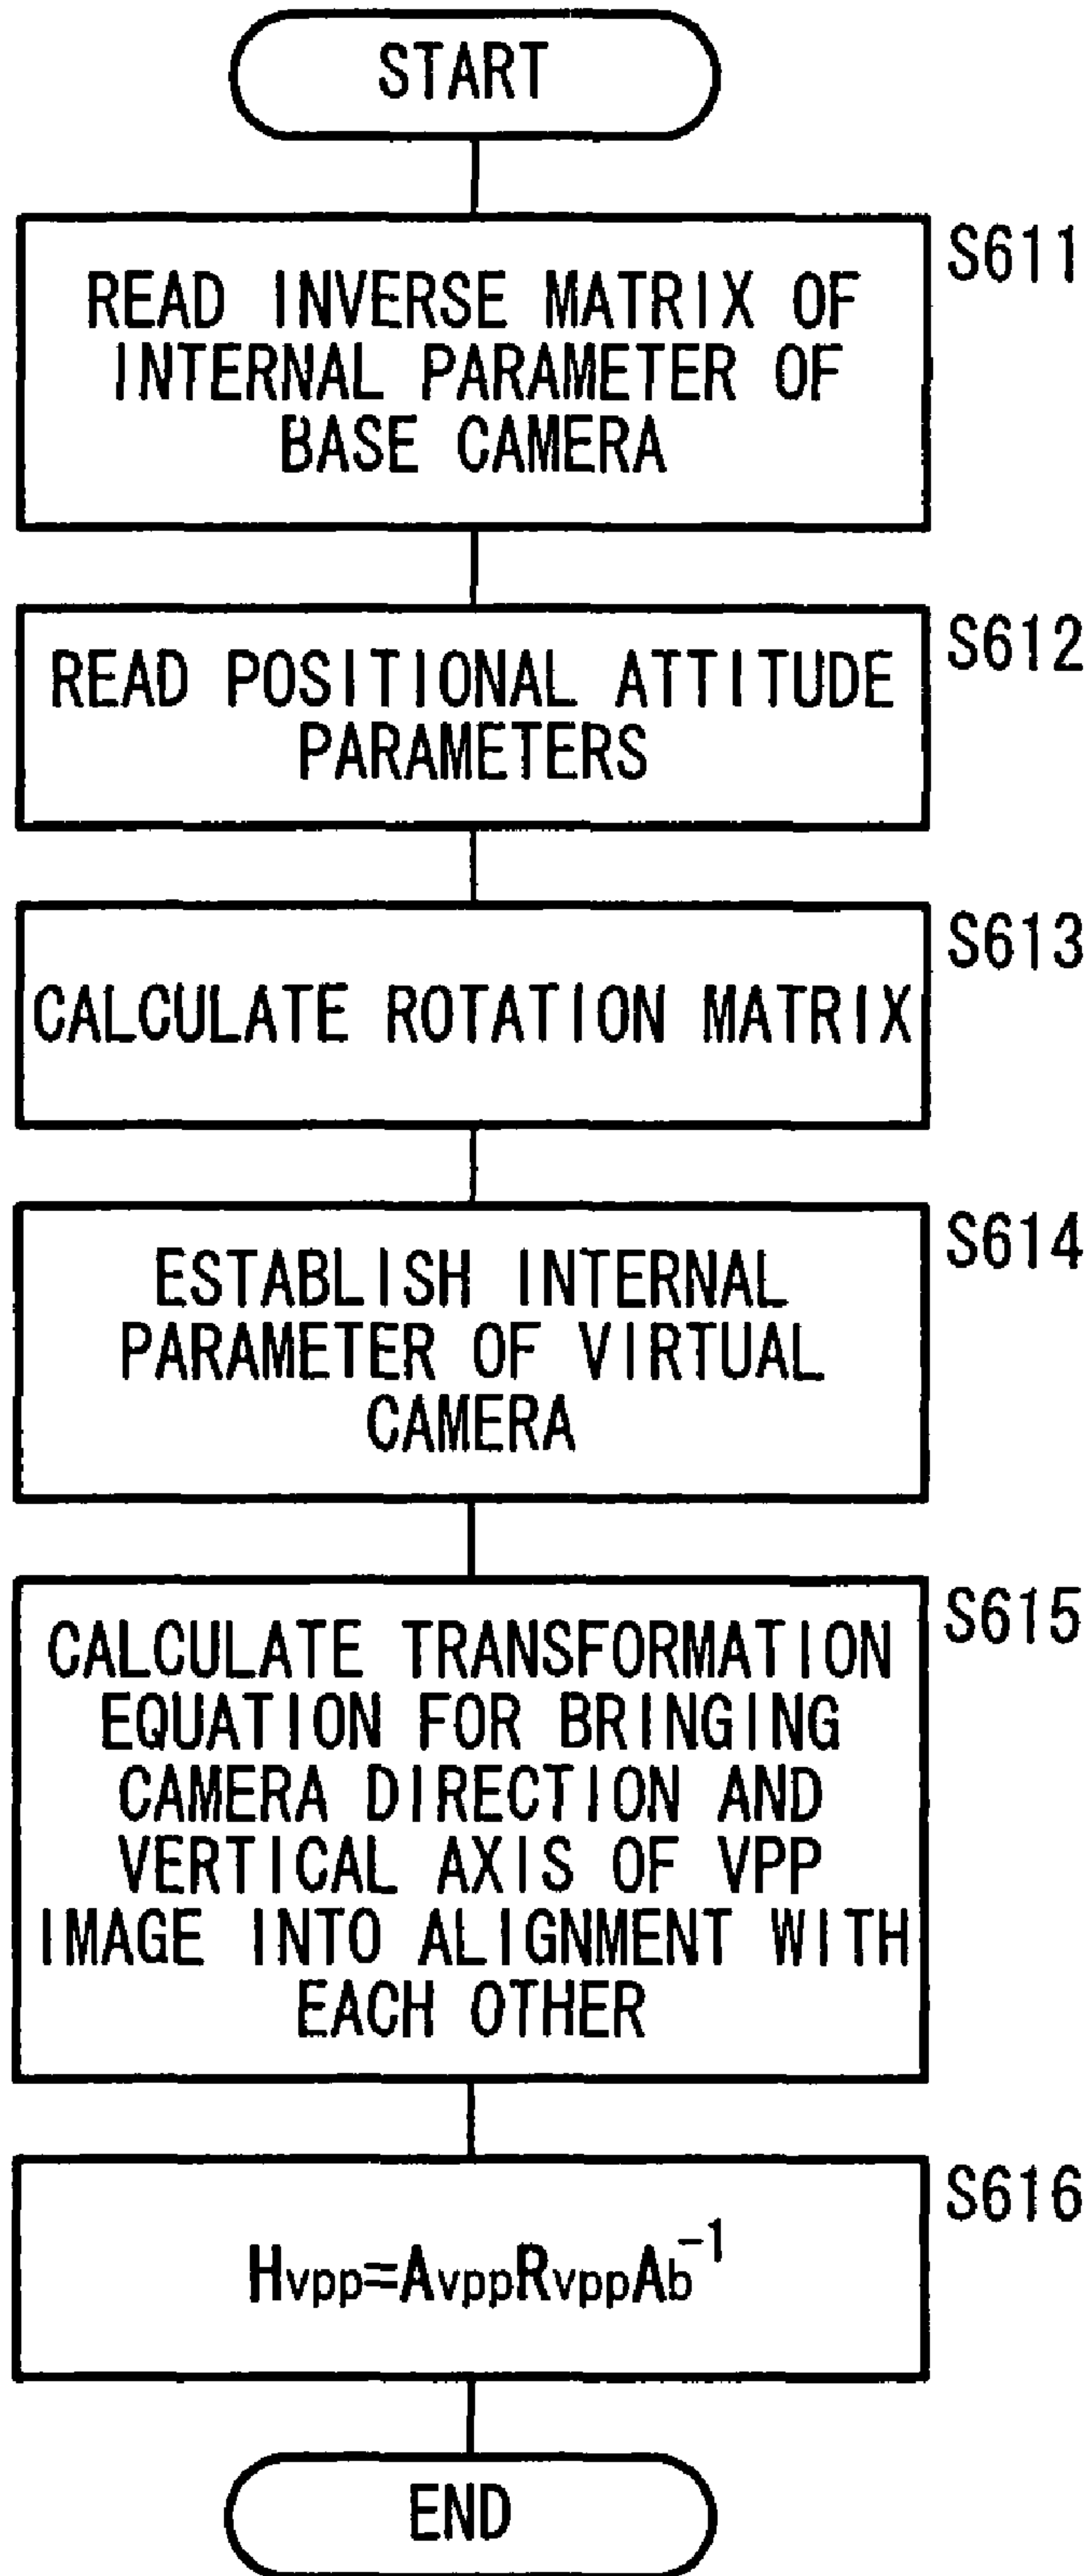 START
S611
READ INVERSE MATRIX OF
INTERNAL PARAMETER OF
BASE CAMERA
S612
READ POSITIONAL ATTITUDE
PARAMETERS
S613
CALCULATE ROTATION MATRIX
S614
ESTABLISH INTERNAL
PARAMETER OF VIRTUAL
CAMERA
S615
CALCULATE TRANSFORMATION
EQUATION FOR BRINGING
CAMERA DIRECTION AND
VERTICAL AXIS OF VPP
IMAGE INTO ALIGNMENT WITH
EACH OTHER
S616
Hvpp=AvppRvppAb⁻¹
END